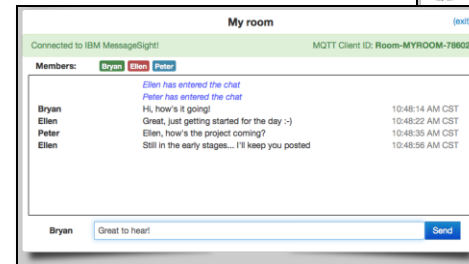 My room (exit
Connected to IBM MessageSight! MQTT Client ID: Room-MYROOM-78602
Members: Bryan Ellen Peter
Ellen has entered the chat
Peter has entered the chat
Bryan Hi, how's it going! 10:48:14 AM CST
Ellen Great, just getting started for the day :-) 10:48:22 AM CST
Peter Ellen, how's the project coming? 10:48:35 AM CST
Ellen Still in the early stages... I'll keep you posted 10:48:56 AM CST
Bryan Great to hear! Send